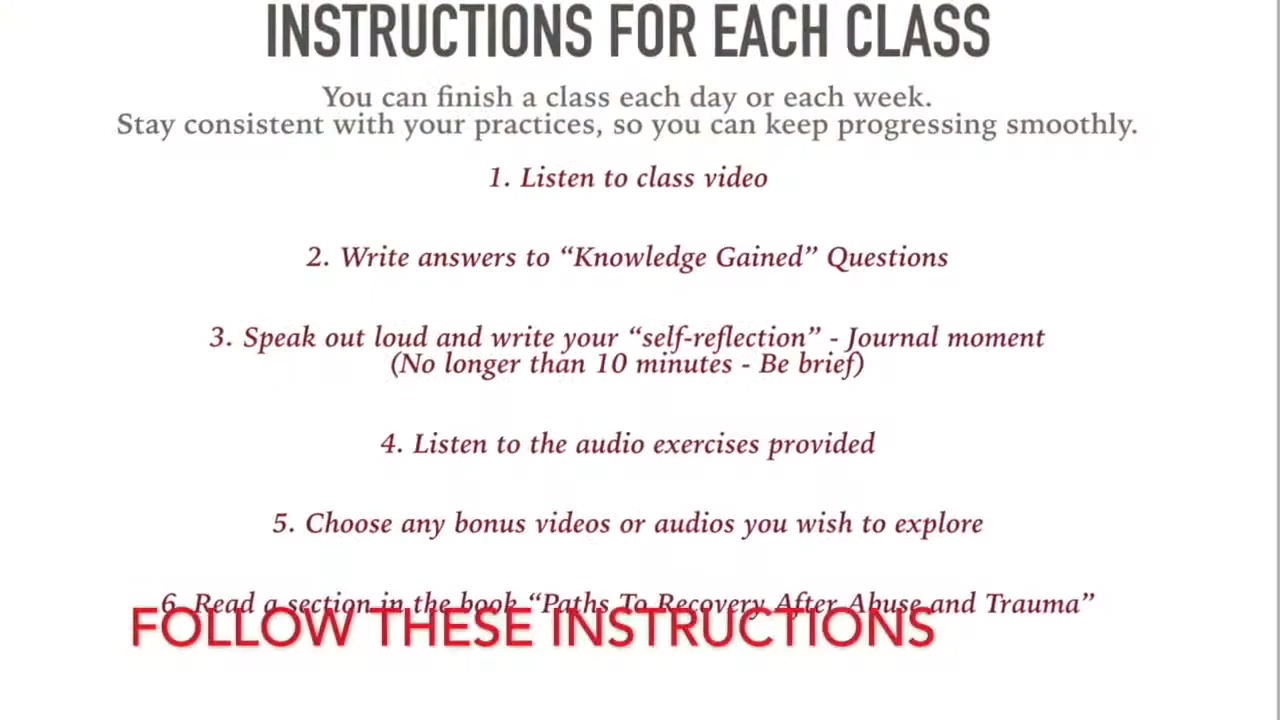 INSTRUCTIONS FOR EACH CLASS
You can finish a class each day or each week.
Stay consistent with your practices, so you can keep progressing smoothly.
1. Listen to class video
2. Write answers to “Knowledge Gained” Questions
3. Speak out loud and write your “self-reflection” - Journal moment
(No longer than 10 minutes - Be brief)
4. Listen to the audio exercises provided
5. Choose any bonus videos or audios you wish to explore
6. Read a section in the book “Paths To Recovery After Abuse and Trauma”
FOLLOW THESE INSTRUCTIONS